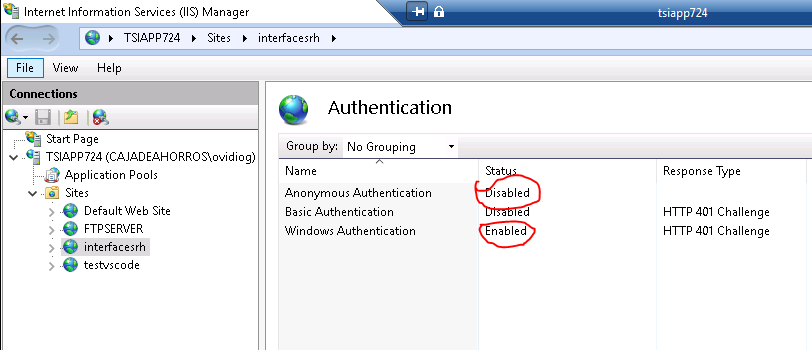 Internet Information Services (IIS) Manager
tsiapp724
TSIAPP724 Sites interfacesrh
File View Help
Connections
Start Page
TSIAPP724 (CAJADEAHORROS\ovidiog)
Application Pools
Sites
Default Web Site
FTPSERVER
interfacesrh
testvscode
Authentication
Group by: No Grouping
Name Status Response Type
Anonymous Authentication Disabled
Basic Authentication Disabled HTTP 401 Challenge
Windows Authentication Enabled HTTP 401 Challenge